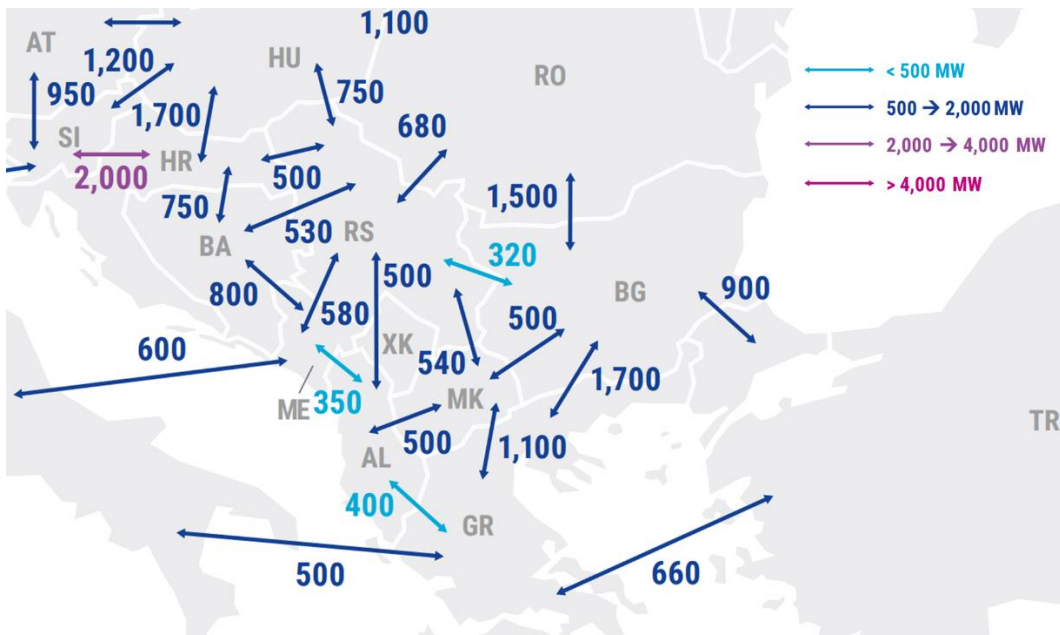 1,100
AT
HU
RO
1,200
950
1,700
750
680
< 500 MW
500 → 2,000 MW
2,000 → 4,000 MW
> 4,000 MW
SI
HR
2,000
500
750
530
RS
1,500
BA
320
500
800
580
BG
900
500
XK
540
600
1,700
ME
350
MK
TR
500
1,100
AL
400
GR
500
660